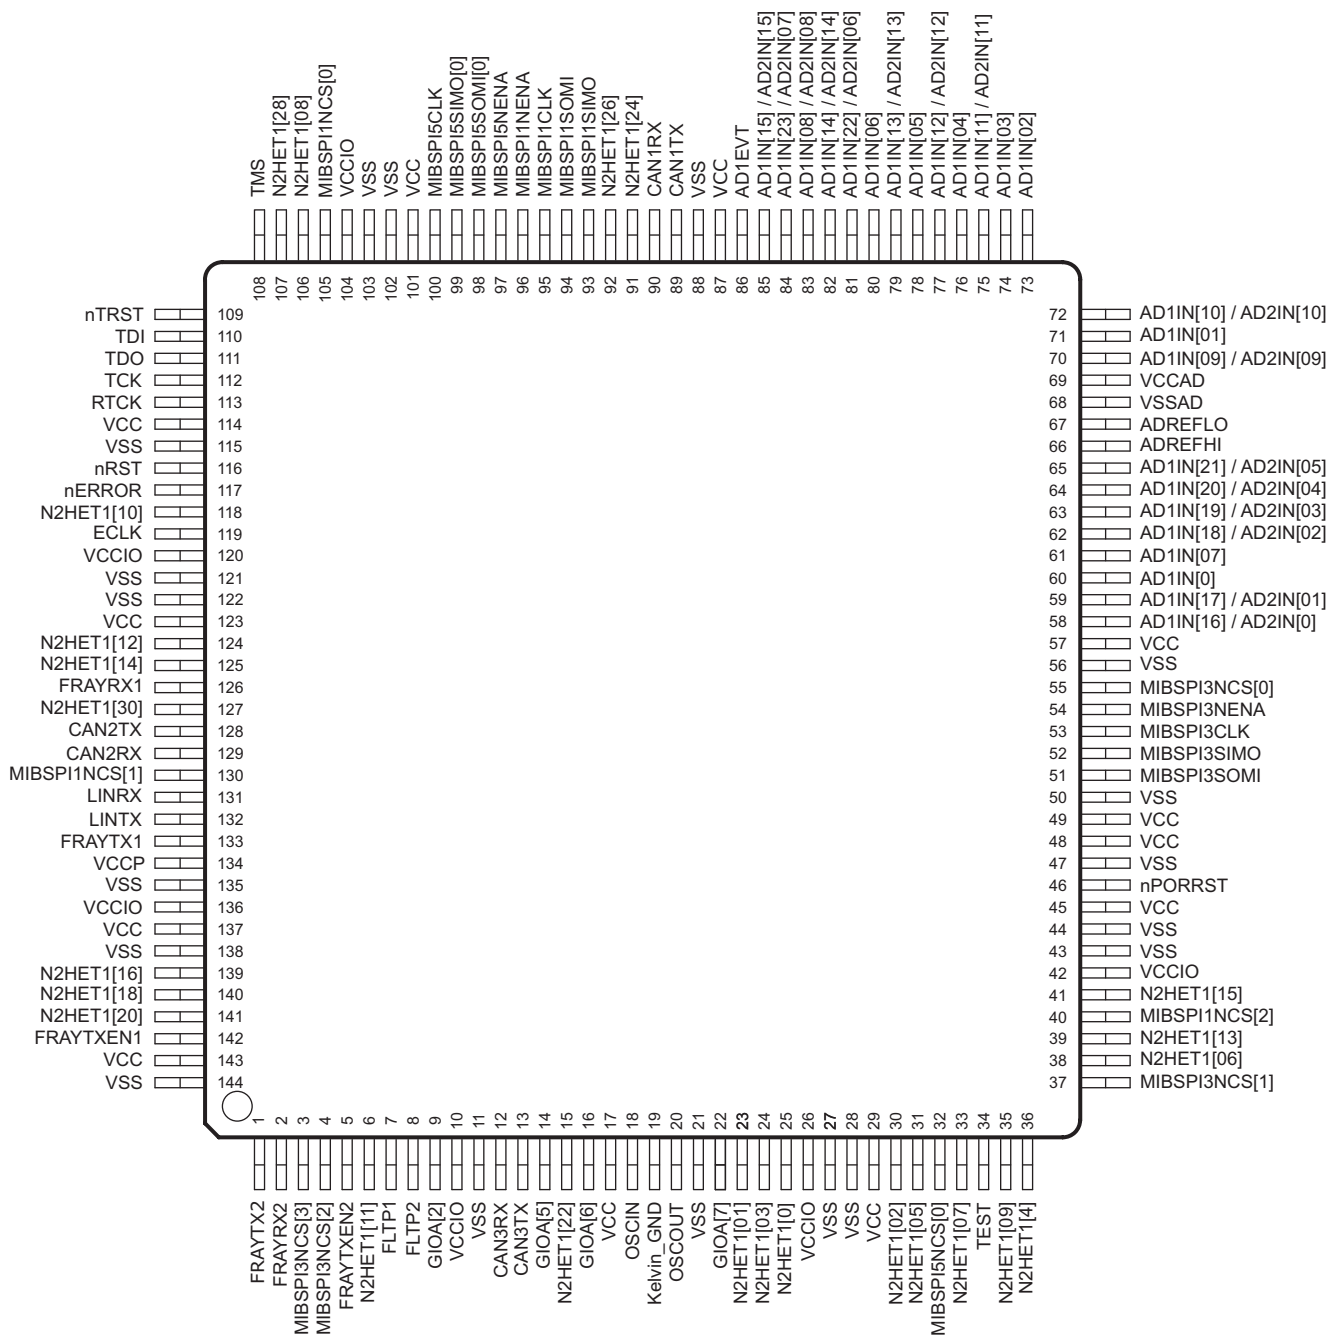 TMS
N2HET1[28]
N2HET1[08]
MIBSPI1NCS[0]
VCCIO
VSS
VSS
VCC
MIBSPI5CLK
MIBSPI5SIMO[0]
MIBSPI5SOMI[0]
MIBSPI5NENA
MIBSPI1NENA
MIBSPI1CLK
MIBSPI1SOMI
MIBSPI1SIMO
N2HET1[26]
N2HET1[24]
CAN1RX
CAN1TX
VSS
VCC
AD1EVT
AD1IN[15] / AD2IN[15]
AD1IN[23] / AD2IN[07]
AD1IN[08] / AD2IN[08]
AD1IN[14] / AD2IN[14]
AD1IN[22] / AD2IN[06]
AD1IN[06]
AD1IN[13] / AD2IN[13]
AD1IN[05]
AD1IN[12] / AD2IN[12]
AD1IN[04]
AD1IN[11] / AD2IN[11]
AD1IN[03]
AD1IN[02]
108
107
106
105
104
103
102
101
100
99
98
97
96
95
94
93
92
91
90
89
88
87
86
85
84
83
82
81
80
79
78
77
76
75
74
73
nTRST 109
TDI 110
TDO 111
TCK 112
RTCK 113
VCC 114
VSS 115
nRST 116
nERROR 117
N2HET1[10] 118
ECLK 119
VCCIO 120
VSS 121
VSS 122
VCC 123
N2HET1[12] 124
N2HET1[14] 125
FRAYRX1 126
N2HET1[30] 127
CAN2TX 128
CAN2RX 129
MIBSPI1NCS[1] 130
LINRX 131
LINTX 132
FRAYTX1 133
VCCP 134
VSS 135
VCCIO 136
VCC 137
VSS 138
N2HET1[16] 139
N2HET1[18] 140
N2HET1[20] 141
FRAYTXEN1 142
VCC 143
VSS 144
72 AD1IN[10] / AD2IN[10]
71 AD1IN[01]
70 AD1IN[09] / AD2IN[09]
69 VCCAD
68 VSSAD
67 ADREFLO
66 ADREFHI
65 AD1IN[21] / AD2IN[05]
64 AD1IN[20] / AD2IN[04]
63 AD1IN[19] / AD2IN[03]
62 AD1IN[18] / AD2IN[02]
61 AD1IN[07]
60 AD1IN[0]
59 AD1IN[17] / AD2IN[01]
58 AD1IN[16] / AD2IN[0]
57 VCC
56 VSS
55 MIBSPI3NCS[0]
54 MIBSPI3NENA
53 MIBSPI3CLK
52 MIBSPI3SIMO
51 MIBSPI3SOMI
50 VSS
49 VCC
48 VCC
47 VSS
46 nPORRST
45 VCC
44 VSS
43 VSS
42 VCCIO
41 N2HET1[15]
40 MIBSPI1NCS[2]
39 N2HET1[13]
38 N2HET1[06]
37 MIBSPI3NCS[1]
1
2
3
4
5
6
7
8
9
10
11
12
13
14
15
16
17
18
19
20
21
22
23
24
25
26
27
28
29
30
31
32
33
34
35
36
FRAYTX2
FRAYRX2
MIBSPI3NCS[3]
MIBSPI3NCS[2]
FRAYTXEN2
N2HET1[11]
FLTP1
FLTP2
GIOA[2]
VCCIO
VSS
CAN3RX
CAN3TX
GIOA[5]
N2HET1[22]
GIOA[6]
VCC
OSCIN
Kelvin_GND
OSCOUT
VSS
GIOA[7]
N2HET1[01]
N2HET1[03]
N2HET1[0]
VCCIO
VSS
VSS
VCC
N2HET1[02]
N2HET1[05]
MIBSPI5NCS[0]
N2HET1[07]
TEST
N2HET1[09]
N2HET1[4]